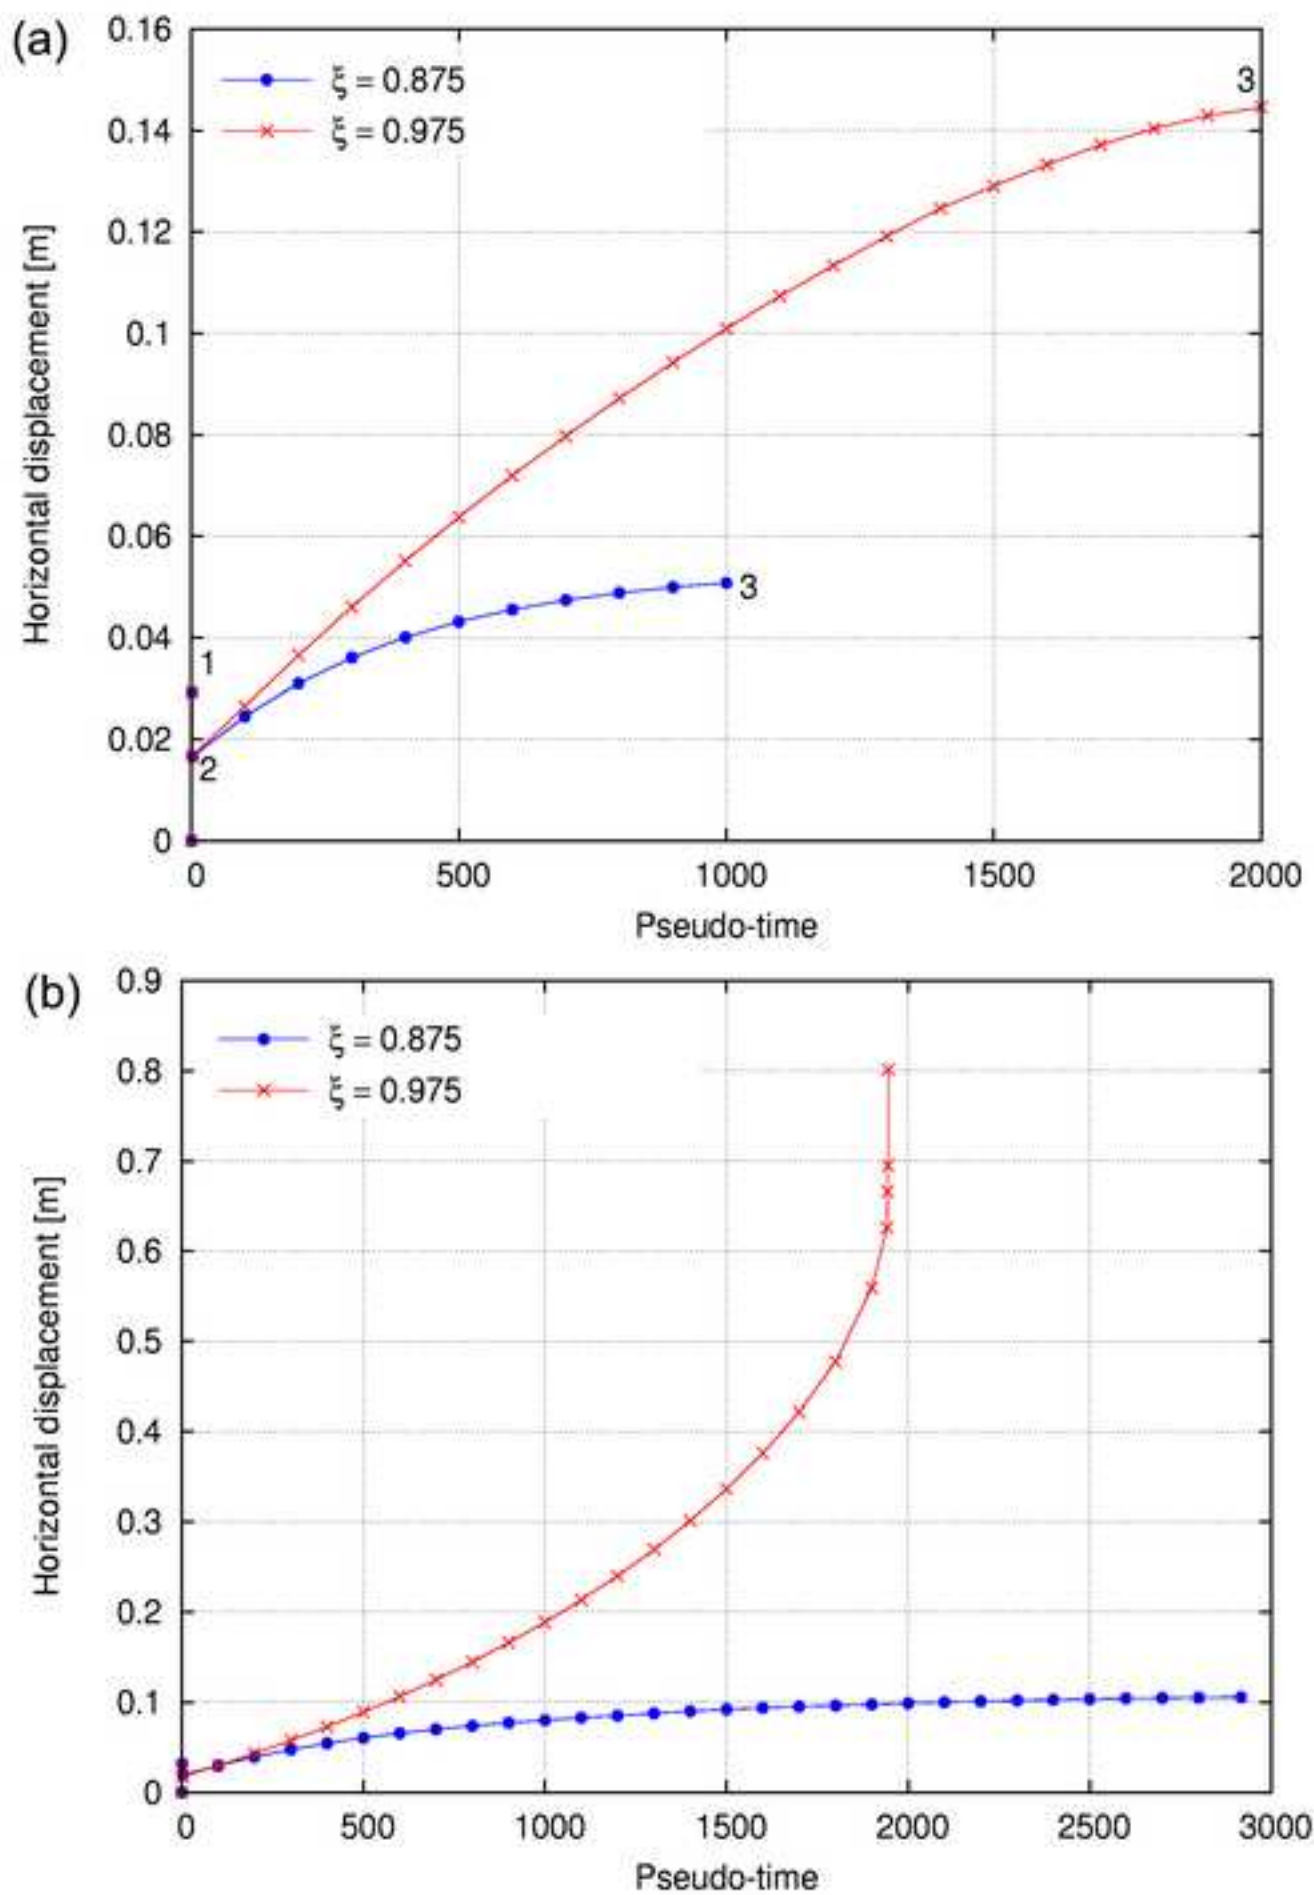 (a)
0.16
ξ = 0.875
ξ = 0.975
3
0.14
0.12
0.1
0.08
0.06
3
0.04
1
0.02
2
0
0 500 1000 1500 2000
Horizontal displacement [m]
Pseudo-time
(b)
0.9
ξ = 0.875
ξ = 0.975
0.8
0.7
0.6
0.5
0.4
0.3
0.2
0.1
0
0 500 1000 1500 2000 2500 3000
Horizontal displacement [m]
Pseudo-time